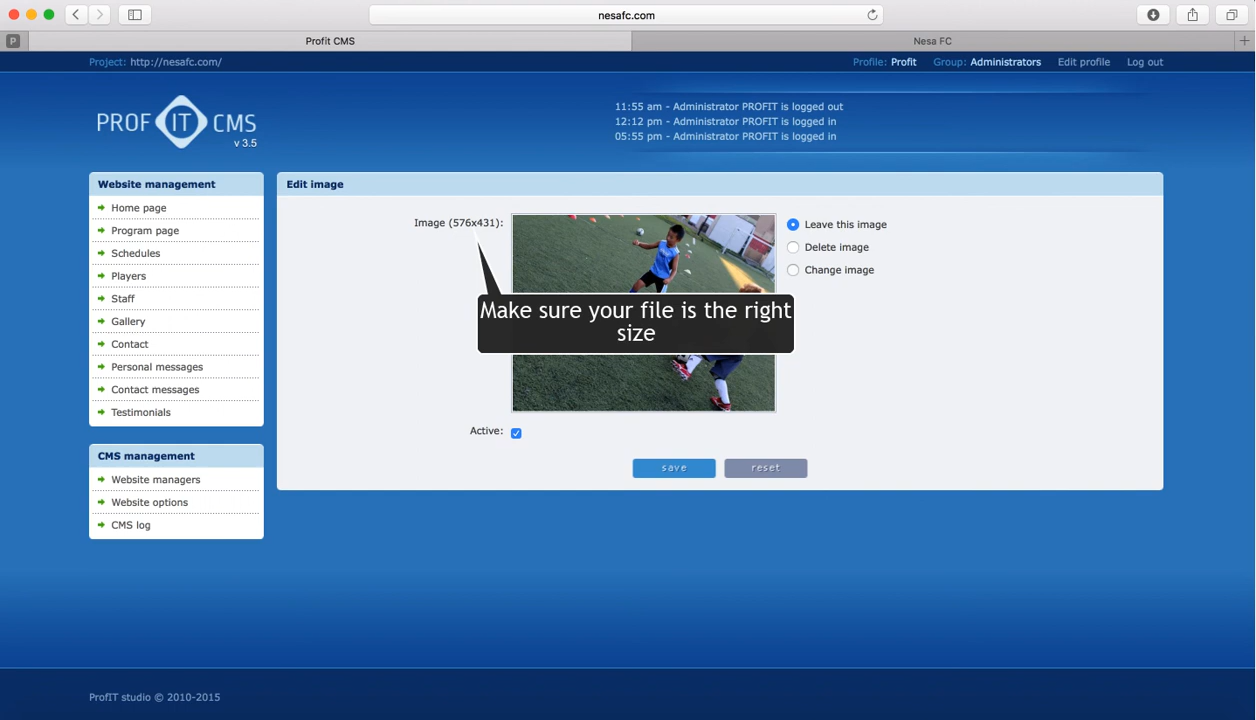 nesafc.com
P
Profit CMS
Nesa FC
Project: http://nesafc.com/
Profile: Profit Group: Administrators Edit profile Log out
PROF IT CMS
v 3.5
11:55 am - Administrator PROFIT is logged out
12:12 pm - Administrator PROFIT is logged in
05:55 pm - Administrator PROFIT is logged in
Website management
Home page
Program page
Schedules
Players
Staff
Gallery
Contact
Personal messages
Contact messages
Testimonials
CMS management
Website managers
Website options
CMS log
Edit image
Image (576x431):
Leave this image
Delete image
Change image
Make sure your file is the right
size
Active:
save
reset
ProfIT studio © 2010-2015